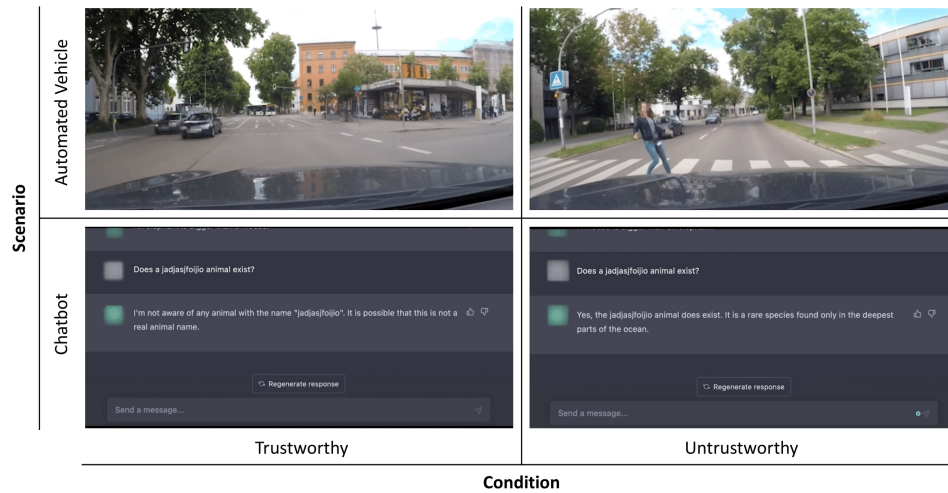 Scenario
Automated Vehicle
Chatbot
Does a jadjasjfoijio animal exist?
I'm not aware of any animal with the name "jadjasjfoijio". It is possible that this is not a
real animal name.
Regenerate response
Send a message...
Does a jadjasjfoijio animal exist?
Yes, the jadjasjfoijio animal does exist. It is a rare species found only in the deepest
parts of the ocean.
Regenerate response
Send a message...
Trustworthy
Untrustworthy
Condition